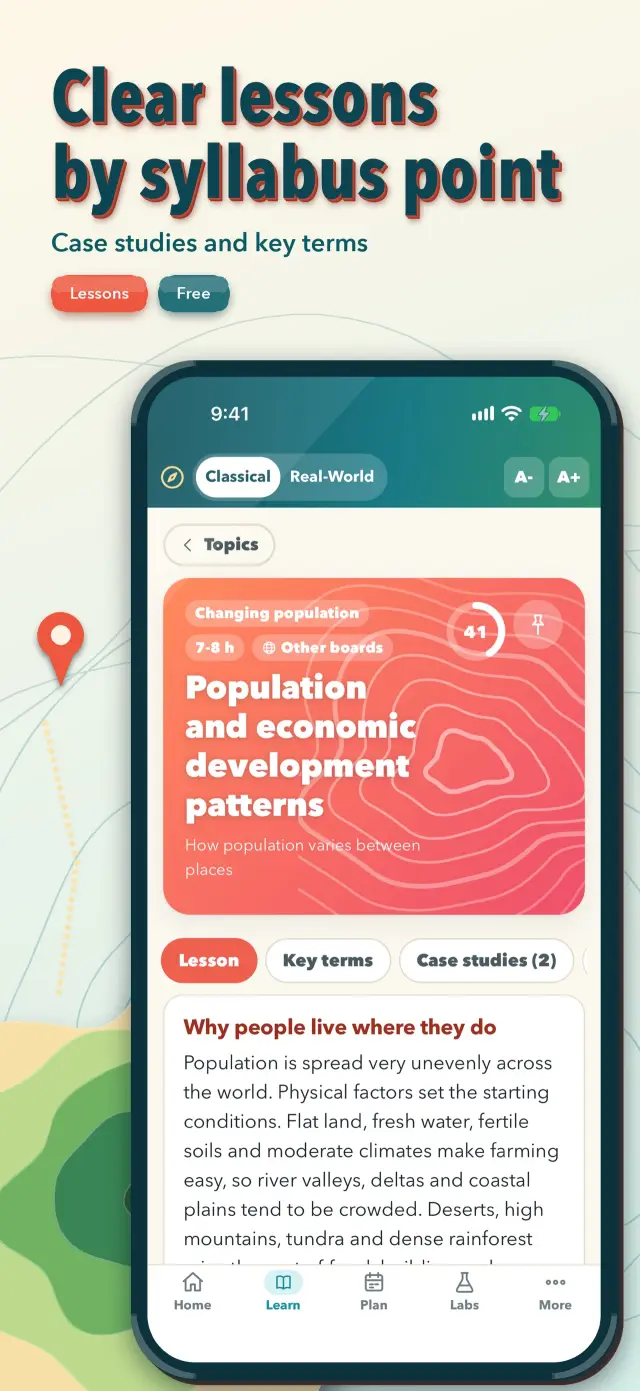 Clear lessons
by syllabus point
Case studies and key terms
Lessons Free
9:41
Classical Real-World A- A+
Topics
Changing population
41
7-8 h Other boards
Population
and economic
development
patterns
How population varies between
places
Lesson Key terms Case studies (2)
Why people live where they do
Population is spread very unevenly across
the world. Physical factors set the starting
conditions. Flat land, fresh water, fertile
soils and moderate climates make farming
easy, so river valleys, deltas and coastal
plains tend to be crowded. Deserts, high
mountains, tundra and dense rainforest
Home Learn Plan Labs More